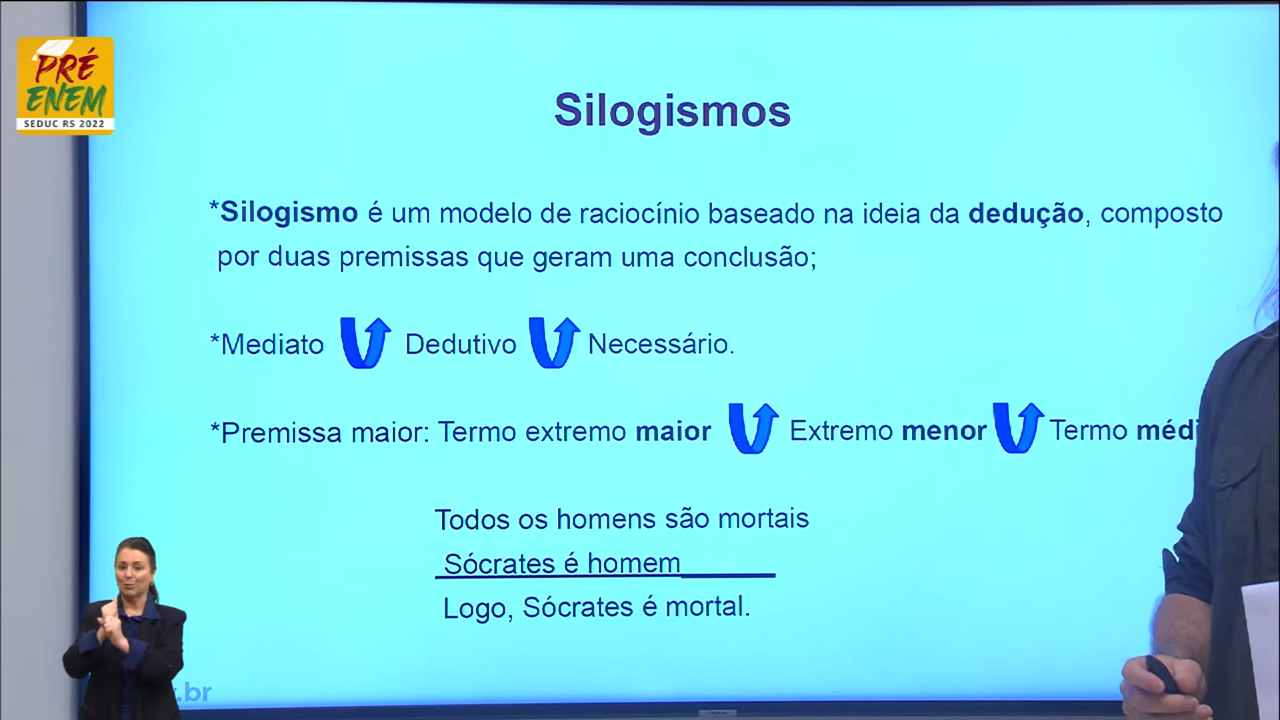 PRÉ
ENEM
SEDUC RS 2022
Silogismos
*Silogismo é um modelo de raciocínio baseado na ideia da dedução, composto
por duas premissas que geram uma conclusão;
*Mediato Dedutivo Necessário.
*Premissa maior: Termo extremo maior Extremo menor Termo médi
Todos os homens são mortais
Sócrates é homem
Logo, Sócrates é mortal.
.br